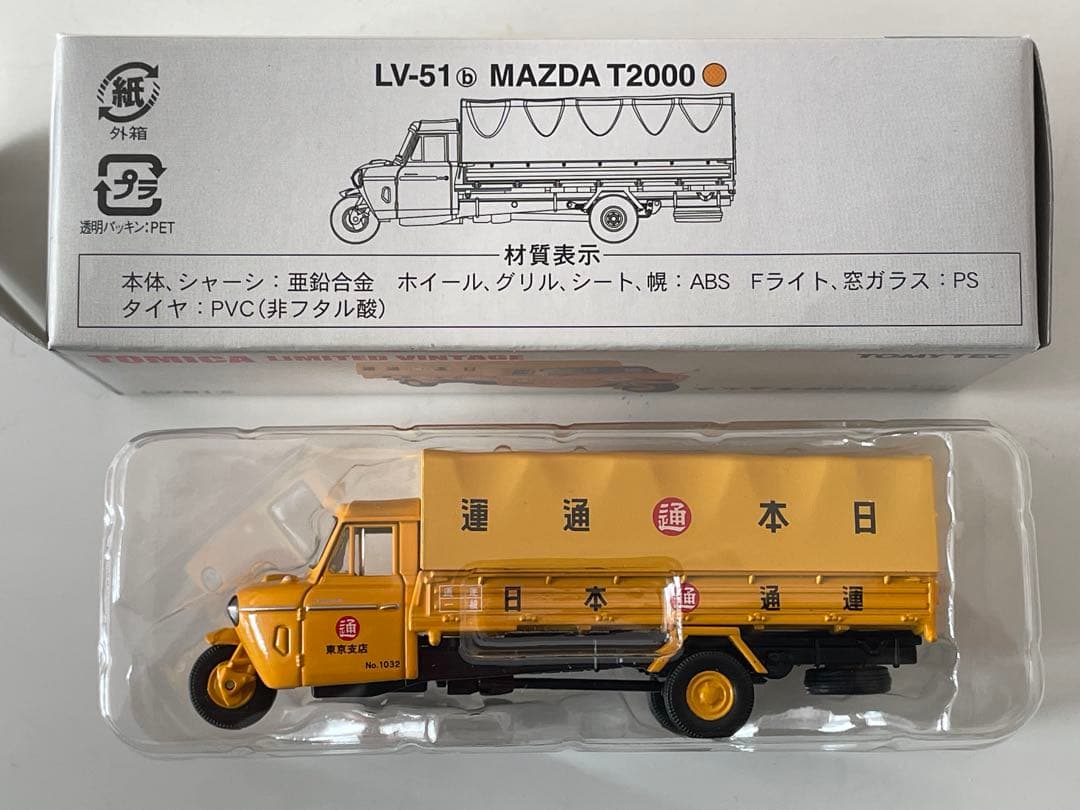 LV-51ⓑ MAZDA T2000
紙
外箱
プラ
透明パッキン:PET
材質表示
本体、シャーシ：亜鉛合金　ホイール、グリル、シート、幌：ABS　Fライト、窓ガラス：PS
タイヤ：PVC（非フタル酸）
TOMICA LIMITED VINTAGE
TOMYTEC
運通通本日
日本通通運
通
東京支店
No.1032